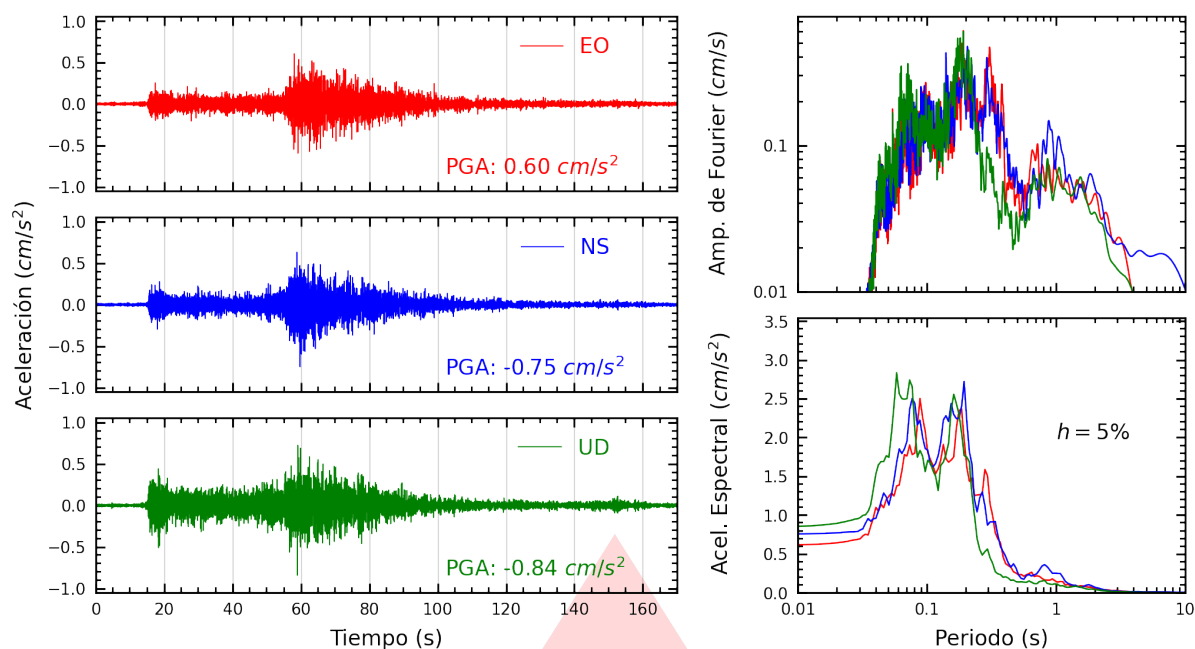 Aceleración (cm/s²)
1.0
0.5
0.0
−0.5
−1.0
EO
PGA: 0.60 cm/s²
1.0
0.5
0.0
−0.5
−1.0
NS
PGA: -0.75 cm/s²
1.0
0.5
0.0
−0.5
−1.0
UD
PGA: -0.84 cm/s²
0 20 40 60 80 100 120 140 160
Tiempo (s)
Amp. de Fourier (cm/s)
0.1
0.01
Acel. Espectral (cm/s²)
3.5
3.0
2.5
2.0
1.5
1.0
0.5
0.0
h = 5%
0.01 0.1 1 10
Periodo (s)